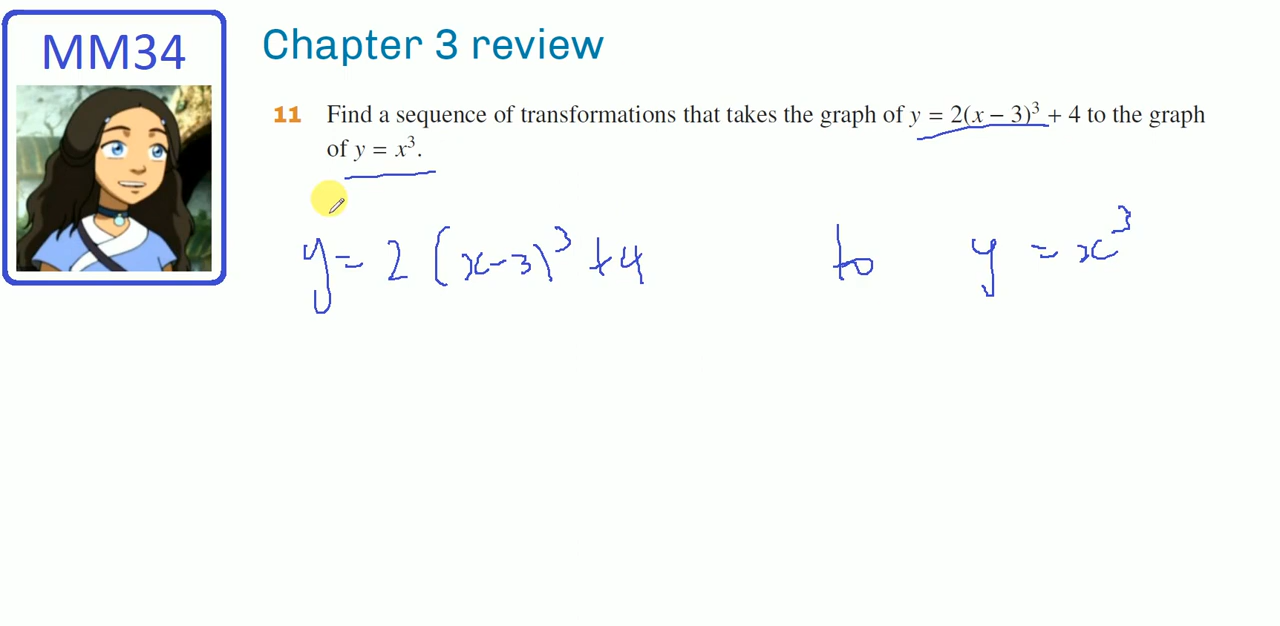 MM34
Chapter 3 review
11 Find a sequence of transformations that takes the graph of y = 2(x − 3)³ + 4 to the graph
of y = x³.
y = 2 (x-3)³ +4 to y = x³